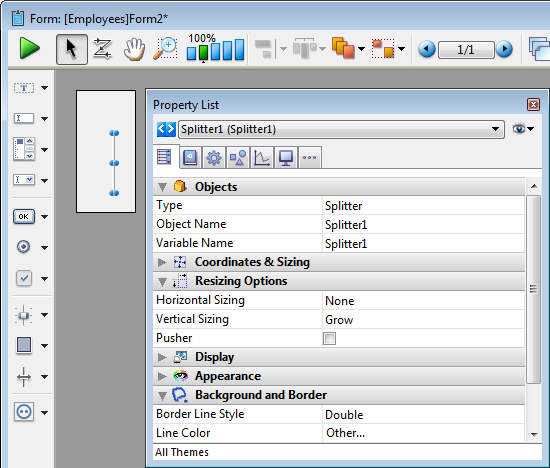 Form: [Employees]Form2*
100%
1/1
Property List
Splitter1 (Splitter1)
OK
Objects
Type Splitter
Object Name Splitter1
Variable Name Splitter1
Coordinates & Sizing
Resizing Options
Horizontal Sizing None
Vertical Sizing Grow
Pusher
Display
Appearance
Background and Border
Border Line Style Double
Line Color Other...
All Themes